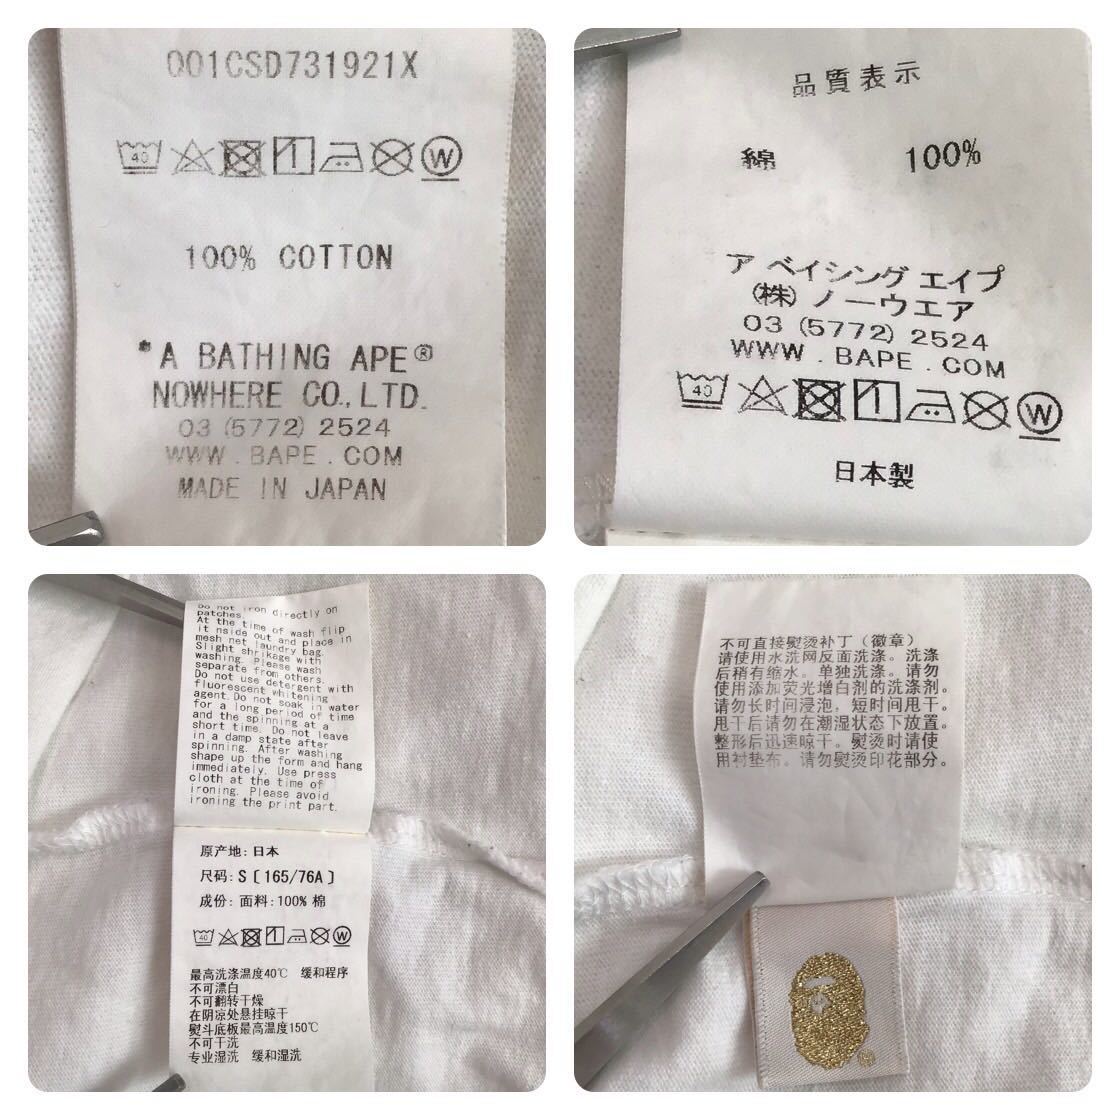 001CSD731921X
40 W
100% COTTON
*A BATHING APE®
NOWHERE CO., LTD.
03 (5772) 2524
WWW.BAPE.COM
MADE IN JAPAN
品質表示
綿 100%
ア ベイシング エイプ
(株) ノーウエア
03 (5772) 2524
WWW.BAPE.COM
40 W
日本製
Do not iron directly on
patches.
At the time of wash flip
it nside out and place in
mesh net laundry bag.
Slight shrikage with
washing. Please wash
separate from others.
Do not use detergent with
fluorescent whitening
agent.Do not soak in water
for a long period of time
and the spinning at a
short time. Do not leave
in a damp state after
spinning. After washing
shape up the form and hang
immediately. Use press
cloth at the time of
ironing. Please avoid
ironing the print part.
原产地: 日本
尺码: S [165/76A]
成份: 面料:100% 棉
40 W
最高洗涤温度40℃ 缓和程序
不可漂白
不可翻转干燥
在阴凉处悬挂晾干
熨斗底板最高温度150℃
不可干洗
专业湿洗 缓和湿洗
不可直接熨烫补丁（徽章）
请使用水洗网反面洗涤。洗涤
后稍有缩水。单独洗涤。请勿
使用添加荧光增白剂的洗涤剂。
请勿长时间浸泡，短时间甩干。
甩干后请勿在潮湿状态下放置。
整形后迅速晾干。熨烫时请使
用衬垫布。请勿熨烫印花部分。
®